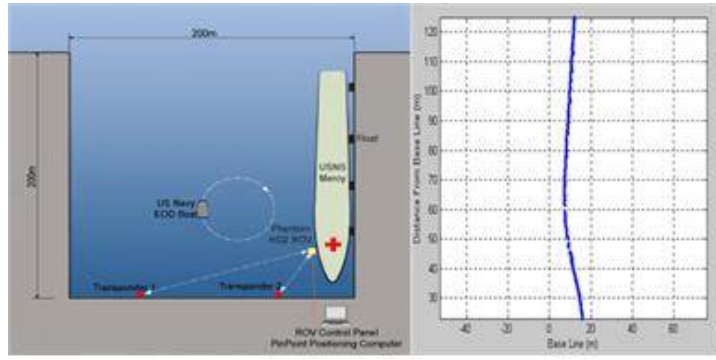 200m
200m
USNS
Mercy
Float
US Navy
EOD Boat
Phantom
HD2 ROV
Transponder 1
Transponder 2
ROV Control Panel
PinPoint Positioning Computer
Distance From Base Line (m)
120
110
100
90
80
70
60
50
40
30
-40
-20
0
20
40
60
Base Line (m)